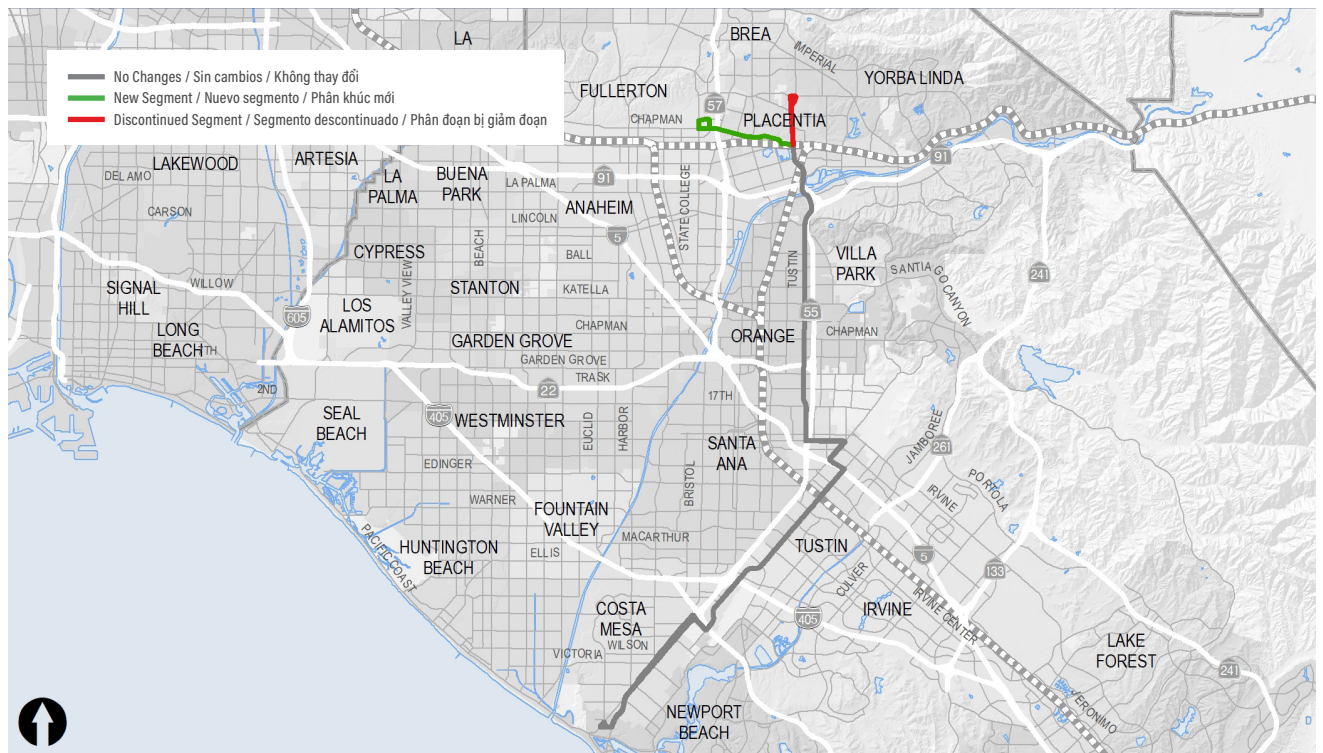 LA
BREA
IMPERIAL
No Changes / Sin cambios / Không thay đổi
New Segment / Nuevo segmento / Phân khúc mới
Discontinued Segment / Segmento descontinuado / Phân đoạn bị giảm đoạn
YORBA LINDA
FULLERTON
57
CHAPMAN
PLACENTIA
LAKEWOOD
ARTESIA
91
DEL AMO
LA
PALMA
BUENA
PARK
LA PALMA
91
CARSON
LINCOLN
ANAHEIM
STATE COLLEGE
5
CYPRESS
BEACH
BALL
TUSTIN
VILLA
PARK
SANTIA
GO CANYON
241
SIGNAL
HILL
WILLOW
VALLEY VIEW
STANTON
KATELLA
605
LOS
ALAMITOS
55
LONG
BEACH
7TH
CHAPMAN
ORANGE
CHAPMAN
GARDEN GROVE
GARDEN GROVE
TRASK
22
2ND
17TH
SEAL
BEACH
405
WESTMINSTER
EUCLID
HARBOR
SANTA
ANA
JAMBOREE
261
EDINGER
BRISTOL
PORTOLA
IRVINE
WARNER
FOUNTAIN
VALLEY
PACIFIC COAST
MACARTHUR
HUNTINGTON
BEACH
ELLIS
TUSTIN
5
133
CULVER
COSTA
MESA
405
IRVINE
IRVINE CENTER
WILSON
VICTORIA
LAKE
FOREST
241
NEWPORT
BEACH
JERONIMO